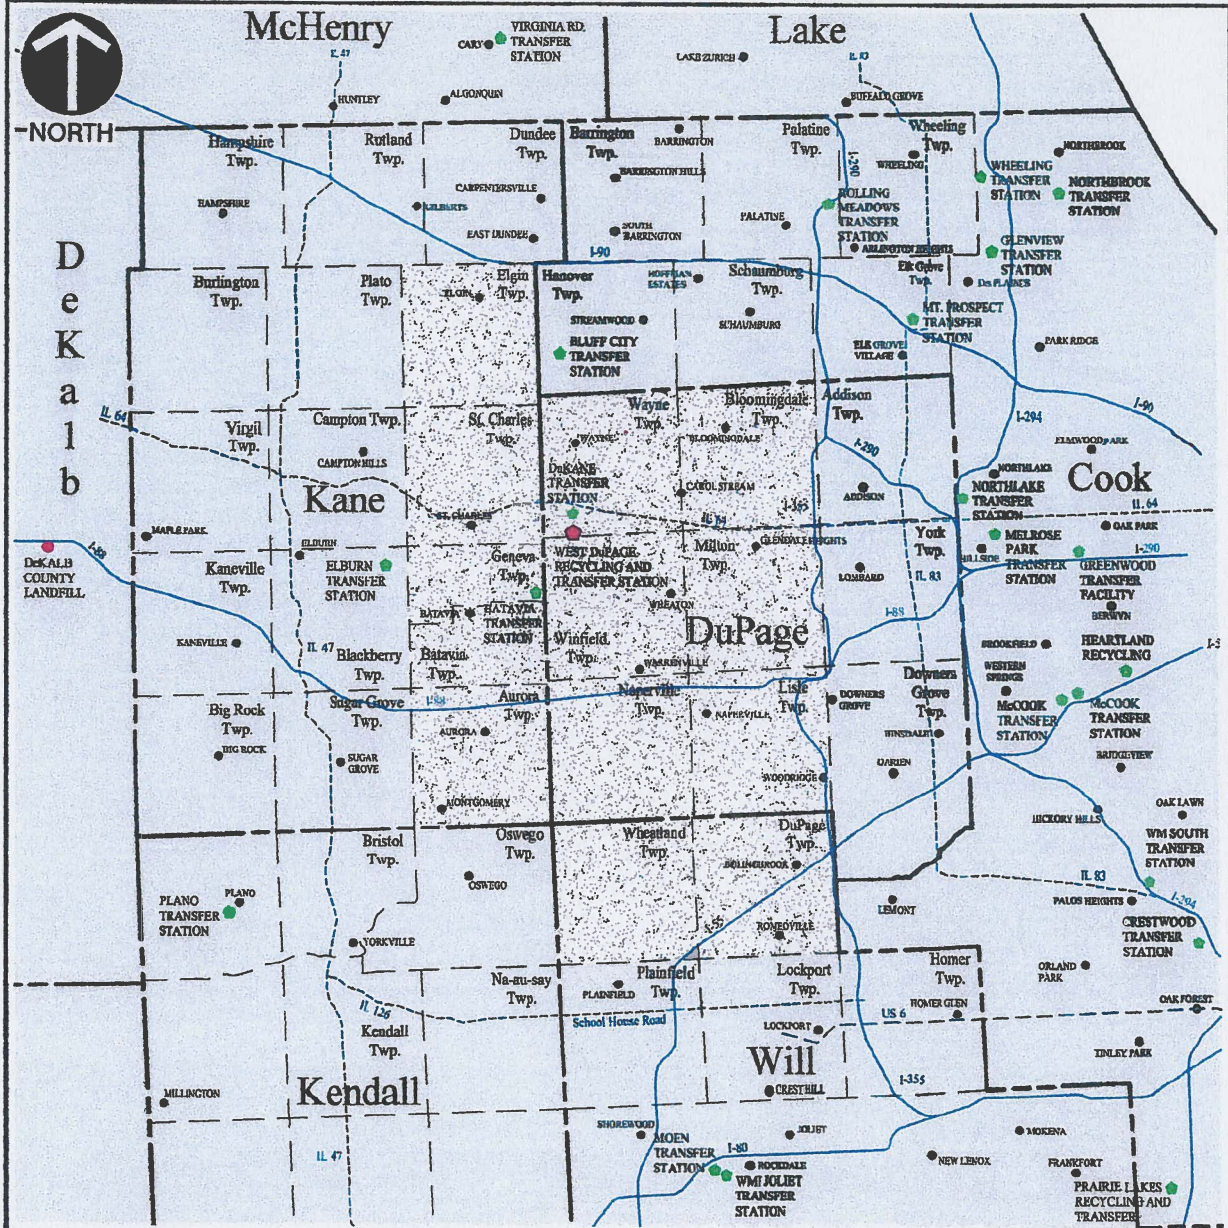 McHenry
Lake
NORTH
IL 47
CARY
VIRGINIA RD.
TRANSFER
STATION
LAKE ZURICH
IL 83
HUNTLEY
ALGONQUIN
BUFFALO GROVE
Hampshire
Twp.
Rutland
Twp.
Dundee
Twp.
Barrington
Twp.
BARRINGTON
Palatine
Twp.
I-290
Wheeling
Twp.
WHEELING
NORTHBROOK
BARRINGTON HILLS
WHEELING
TRANSFER
STATION
NORTHBROOK
TRANSFER
STATION
CARPENTERSVILLE
HAMPSHIRE
GILBERTS
EAST DUNDEE
SOUTH
BARRINGTON
PALATINE
ROLLING
MEADOWS
TRANSFER
STATION
ARLINGTON HEIGHTS
GLENVIEW
TRANSFER
STATION
I-90
DeKalb
Burlington
Twp.
Plato
Twp.
ELGIN
Elgin
Twp.
Hanover
Twp.
HOFFMAN
ESTATES
Schaumburg
Twp.
Elk Grove
Twp.
Des PLAINES
STREAMWOOD
SCHAUMBURG
MT. PROSPECT
TRANSFER
STATION
BLUFF CITY
TRANSFER
STATION
ELK GROVE
VILLAGE
PARK RIDGE
IL 64
Virgil
Twp.
Campton Twp.
CAMPTON HILLS
St. Charles
Twp.
Wayne
Twp.
WAYNE
Bloomingdale
Twp.
BLOOMINGDALE
Addison
Twp.
I-290
I-294
I-90
ELMWOOD PARK
NORTHLAKE
Cook
Kane
DuKANE
TRANSFER
STATION
CAROL STREAM
I-355
ADDISON
NORTHLAKE
TRANSFER
STATION
IL 64
MAPLE PARK
ST. CHARLES
IL 64
OAK PARK
I-88
DeKALB
COUNTY
LANDFILL
ELBURN
Kaneville
Twp.
ELBURN
TRANSFER
STATION
Geneva
Twp.
WEST DuPAGE
RECYCLING AND
TRANSFER STATION
Milton
Twp.
GLENDALE HEIGHTS
York
Twp.
HILLSIDE
MELROSE
PARK
TRANSFER
STATION
I-290
LOMBARD
IL 83
GREENWOOD
TRANSFER
FACILITY
BERWYN
BATAVIA
BATAVIA
TRANSFER
STATION
WHEATON
DuPage
I-88
KANEVILLE
IL 47
Blackberry
Twp.
Batavia
Twp.
Winfield
Twp.
WARRENVILLE
BROOKFIELD
HEARTLAND
RECYCLING
WESTERN
SPRINGS
Big Rock
Twp.
Sugar Grove
Twp.
I-88
Aurora
Twp.
Naperville
Twp.
Lisle
Twp.
DOWNERS
GROVE
Downers
Grove
Twp.
McCOOK
TRANSFER
STATION
McCOOK
TRANSFER
STATION
BIG ROCK
SUGAR
GROVE
AURORA
NAPERVILLE
HINSDALE
BRIDGEVIEW
MONTGOMERY
WOODRIDGE
DARIEN
HICKORY HILLS
OAK LAWN
Bristol
Twp.
Oswego
Twp.
Wheatland
Twp.
DuPage
Twp.
BOLINGBROOK
WM SOUTH
TRANSFER
STATION
OSWEGO
IL 83
PLANO
TRANSFER
STATION
PLANO
YORKVILLE
I-55
ROMEOVILLE
LEMONT
PALOS HEIGHTS
I-294
CRESTWOOD
TRANSFER
STATION
Na-au-say
Twp.
PLAINFIELD
Plainfield
Twp.
Lockport
Twp.
Homer
Twp.
ORLAND
PARK
IL 126
School House Road
HOMER GLEN
US 6
OAK FOREST
Kendall
Twp.
LOCKPORT
Will
TINLEY PARK
Kendall
MILLINGTON
CREST HILL
I-355
SHOREWOOD
JOLIET
MOKENA
IL 47
MOEN
TRANSFER
STATION
I-80
ROCKDALE
WMI JOLIET
TRANSFER
STATION
NEW LENOX
FRANKFORT
PRAIRIE LAKES
RECYCLING AND
TRANSFER